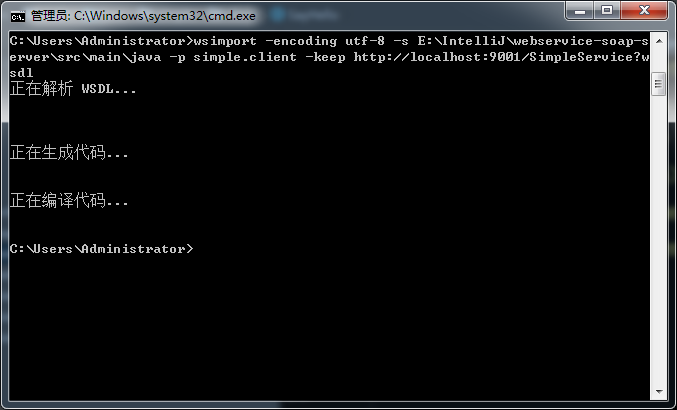 管理员: C:\Windows\system32\cmd.exe
C:\Users\Administrator>wsimport -encoding utf-8 -s E:\IntelliJ\webservice-soap-s
erver\src\main\java -p simple.client -keep http://localhost:9001/SimpleService?w
sdl
正在解析 WSDL...
正在生成代码...
正在编译代码...
C:\Users\Administrator>